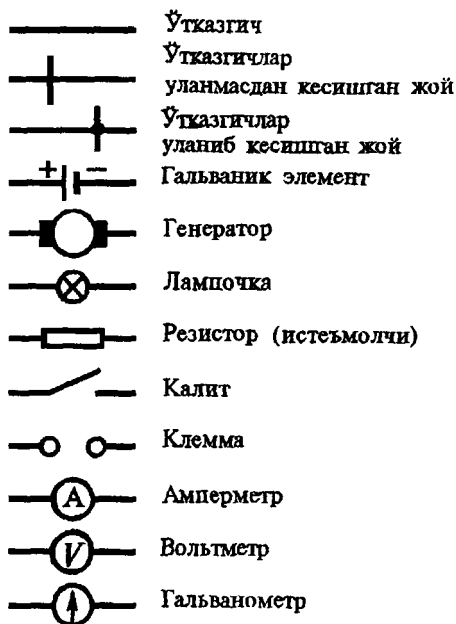 Ўтказгич
Ўтказгичлар
уланмасдан кесишган жой
Ўтказгичлар
уланиб кесишган жой
+ −
Гальваник элемент
Генератор
Лампочка
Резистор (истеъмолчи)
Калит
Клемма
A Амперметр
V Вольтметр
Гальванометр